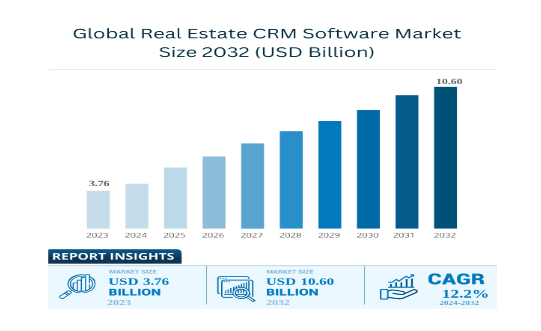 Global Real Estate CRM Software Market
Size 2032 (USD Billion)
10.60
3.76
2023 2024 2025 2026 2027 2028 2029 2030 2031 2032
REPORT INSIGHTS
MARKET SIZE
USD 3.76
BILLION
2023
MARKET SIZE
USD 10.60
BILLION
2032
CAGR
12.2%
2024-2032